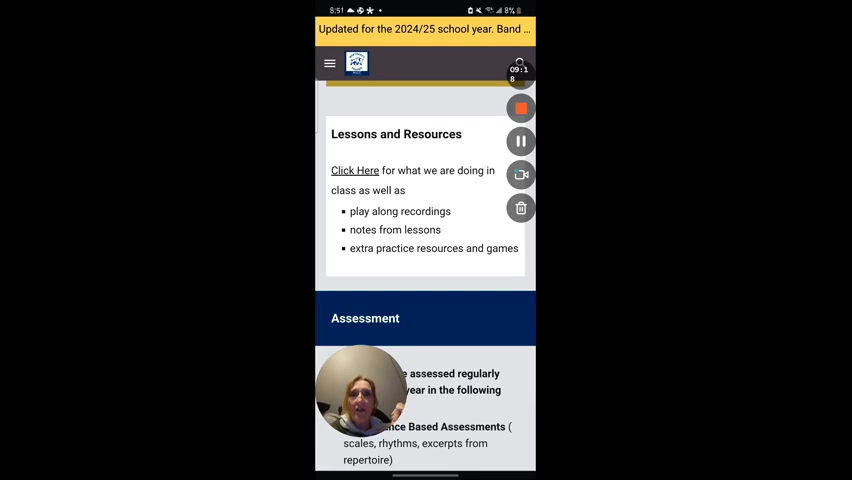 8:51
8%
Updated for the 2024/25 school year. Band ...
09:1
8
Lessons and Resources
Click Here for what we are doing in
class as well as
play along recordings
notes from lessons
extra practice resources and games
Assessment
assessed regularly
year in the following
Based Assessments (
scales, rhythms, excerpts from
repertoire)